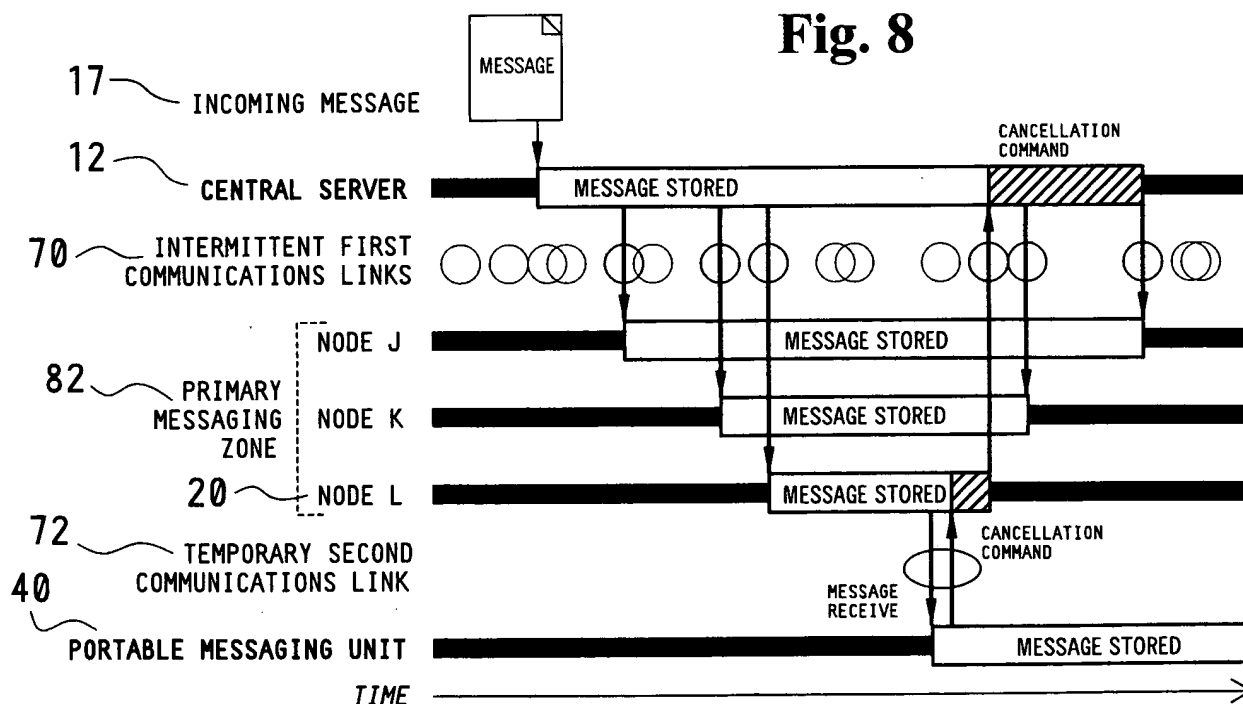 Fig. 8
MESSAGE
17
INCOMING MESSAGE
CANCELLATION
COMMAND
12
CENTRAL SERVER
MESSAGE STORED
70
INTERMITTENT FIRST
COMMUNICATIONS LINKS
NODE J
MESSAGE STORED
82
PRIMARY
MESSAGING
ZONE
NODE K
MESSAGE STORED
20
NODE L
MESSAGE STORED
72
TEMPORARY SECOND
COMMUNICATIONS LINK
CANCELLATION
COMMAND
MESSAGE
RECEIVE
40
PORTABLE MESSAGING UNIT
MESSAGE STORED
TIME